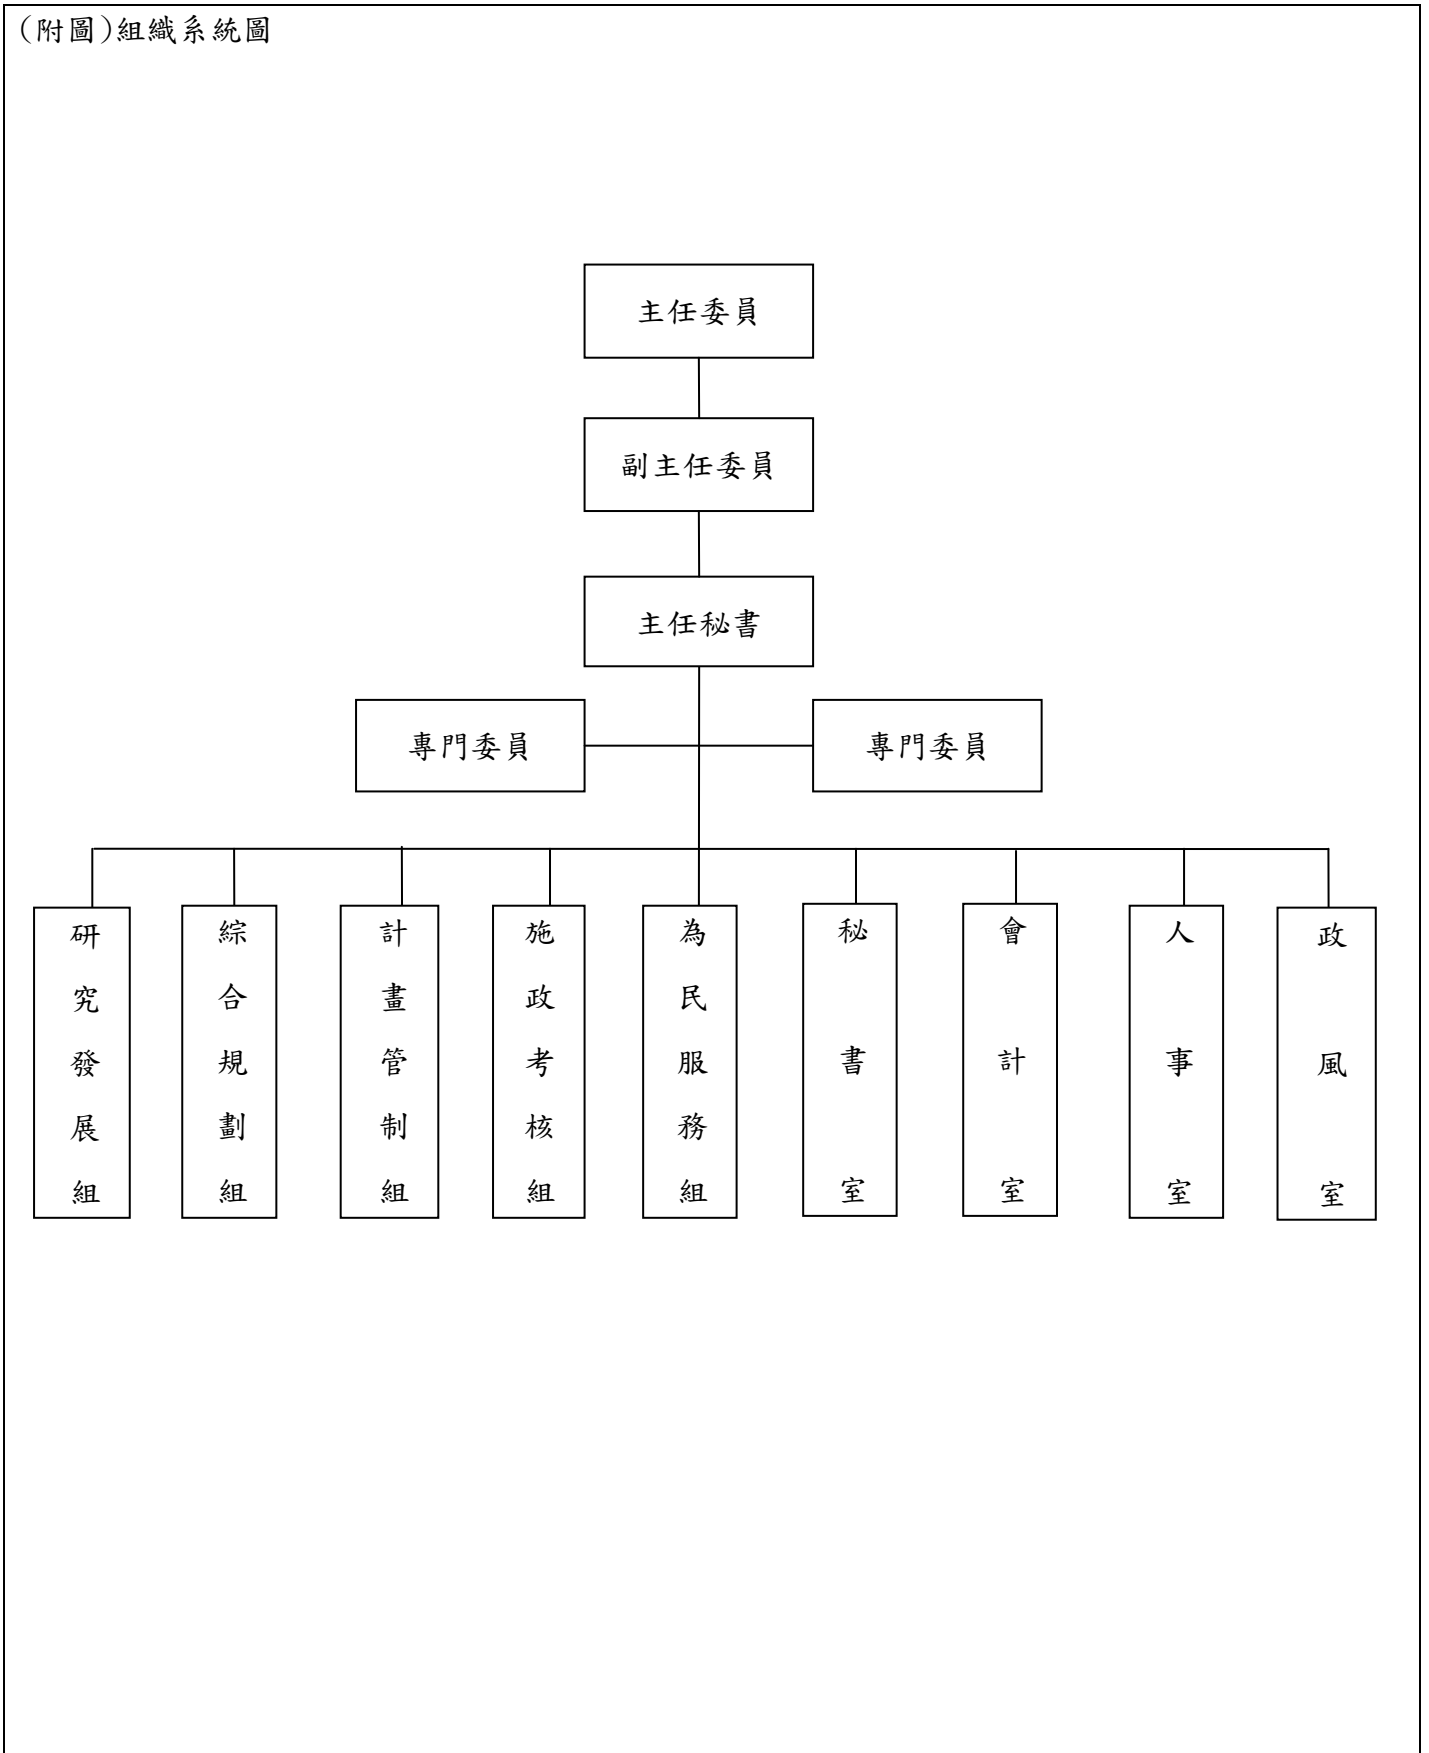 (附圖)組織系統圖
主任委員
副主任委員
主任秘書
專門委員
專門委員
研究發展組
綜合規劃組
計畫管制組
施政考核組
為民服務組
秘書室
會計室
人事室
政風室